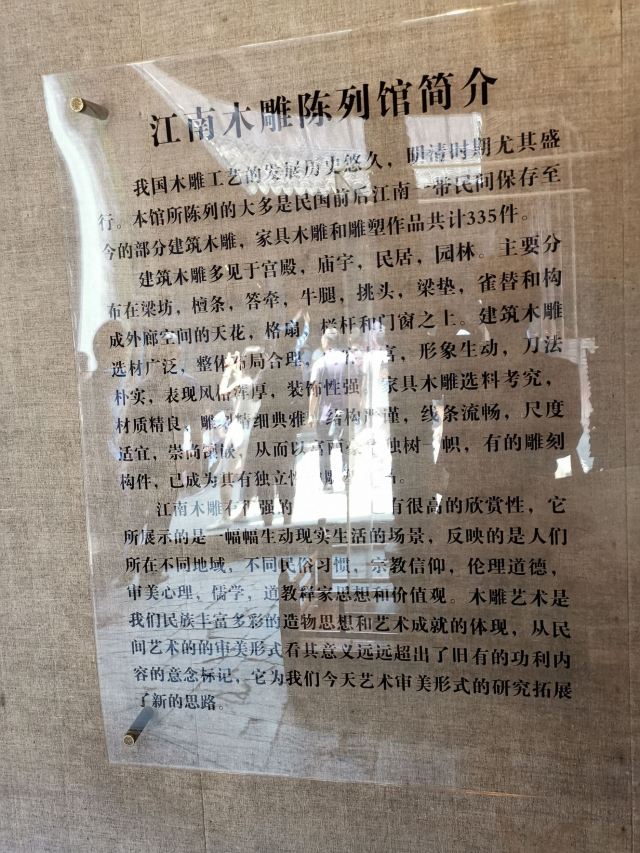 江南木雕陈列馆简介
我国木雕工艺的发展历史悠久，明清时期尤其盛
行。本馆所陈列的大多是民国前后江南一带民间保存至
今的部分建筑木雕，家具木雕和雕塑作品共计335件。
建筑木雕多见于宫殿，庙宇，民居，园林。主要分
布在梁坊，檀条，答牵，牛腿，挑头，梁垫，雀替和构
成外廊空间的天花，格扇，栏杆和门窗之上。建筑木雕
选材广泛，整体布局合理，富，形象生动，刀法
朴实，表现风格浑厚，装饰性强。家具木雕选料考究，
材质精良，雕刻精细典雅，结构严谨，线条流畅，尺度
适宜，崇尚镶嵌，从而以高独树一帜，有的雕刻
构件，已成为具有独立性
江南木雕有很强的有很高的欣赏性，它
所展示的是一幅幅生动现实生活的场景，反映的是人们
所在不同地域，不同民俗习惯，宗教信仰，伦理道德，
审美心理，儒学，道教释家思想和价值观。木雕艺术是
我们民族丰富多彩的造物思想和艺术成就的体现，从民
间艺术的的审美形式看其意义远远超出了旧有的功利内
容的意念标记，它为我们今天艺术审美形式的研究拓展
了新的思路。